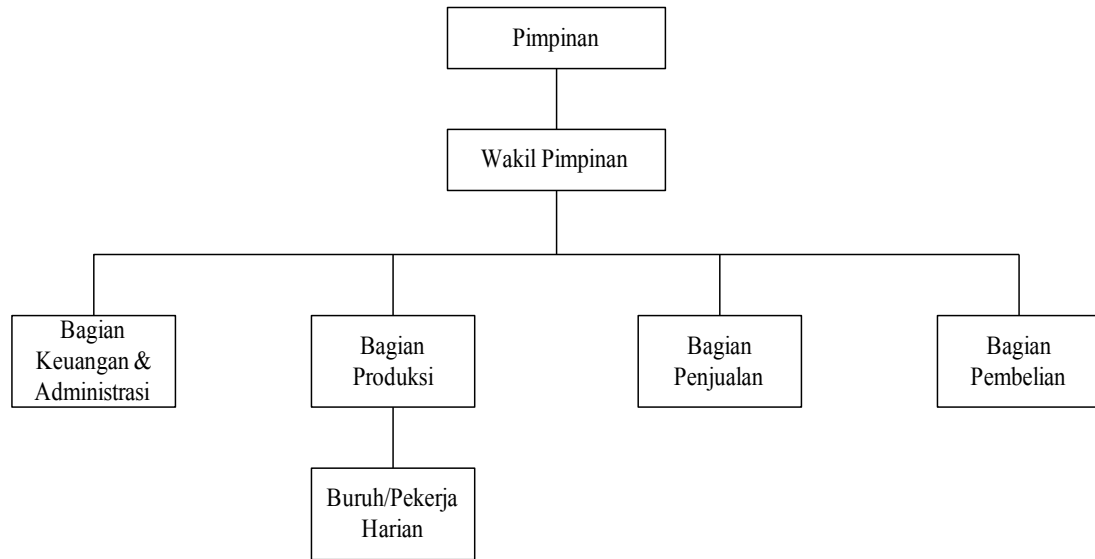 Pimpinan
Wakil Pimpinan
Bagian
Keuangan &
Administrasi
Bagian
Produksi
Bagian
Penjualan
Bagian
Pembelian
Buruh/Pekerja
Harian